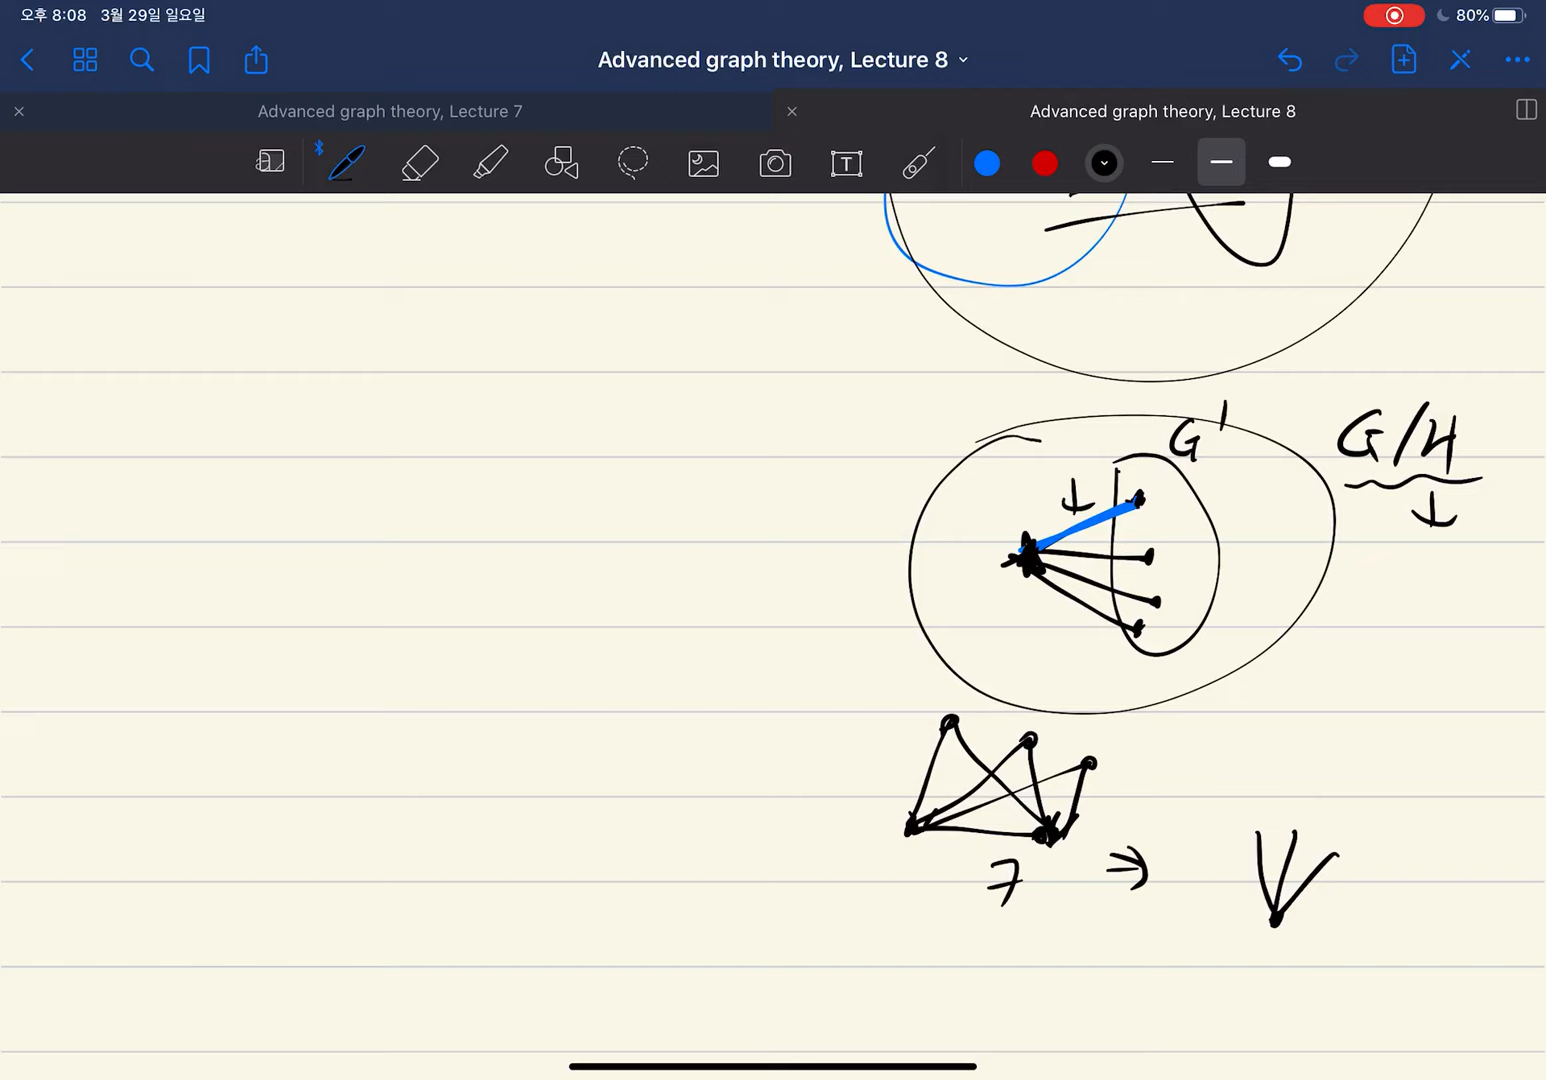 오후 8:08 3월 29일 일요일
80%
Advanced graph theory, Lecture 8
Advanced graph theory, Lecture 7
Advanced graph theory, Lecture 8
T
G'
G/H
7 ⇒